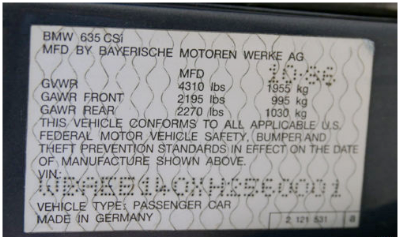 BMW 635 CSi
MFD BY BAYERISCHE MOTOREN WERKE AG
MFD 10·86
GVWR 4310 lbs 1955 kg
GAWR FRONT 2195 lbs 995 kg
GAWR REAR 2270 lbs 1030 kg
THIS VEHICLE CONFORMS TO ALL APPLICABLE U.S.
FEDERAL MOTOR VEHICLE SAFETY, BUMPER AND
THEFT PREVENTION STANDARDS IN EFFECT ON THE DATE
OF MANUFACTURE SHOWN ABOVE.
VIN:
VEHICLE TYPE: PASSENGER CAR
MADE IN GERMANY 2 121 531